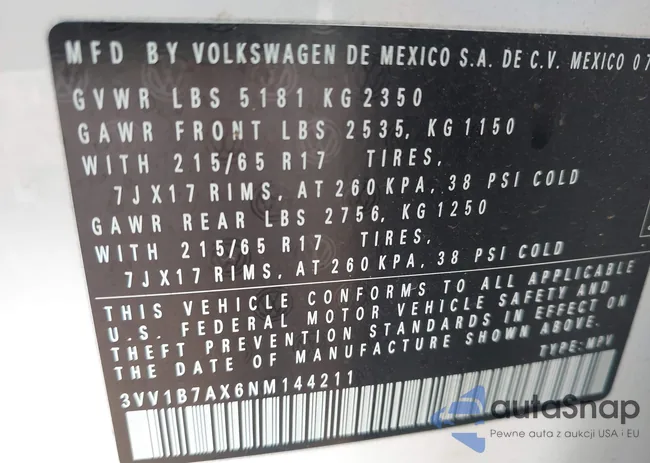 MFD BY VOLKSWAGEN DE MEXICO S.A. DE C.V. MEXICO 07
GVWR LBS 5181 KG 2350
GAWR FRONT LBS 2535, KG 1150
WITH 215/65 R17 TIRES,
7JX17 RIMS, AT 260 KPA, 38 PSI COLD
GAWR REAR LBS 2756, KG 1250
WITH 215/65 R17 TIRES,
7JX17 RIMS, AT 260 KPA, 38 PSI COLD
THIS VEHICLE CONFORMS TO ALL APPLICABLE
U.S. FEDERAL MOTOR VEHICLE SAFETY AND
THEFT PREVENTION STANDARDS IN EFFECT ON
THE DATE OF MANUFACTURE SHOWN ABOVE.
TYPE: MPV
3VV1B7AX6NM144211
autaSnap
Pewne auta z aukcji USA i EU